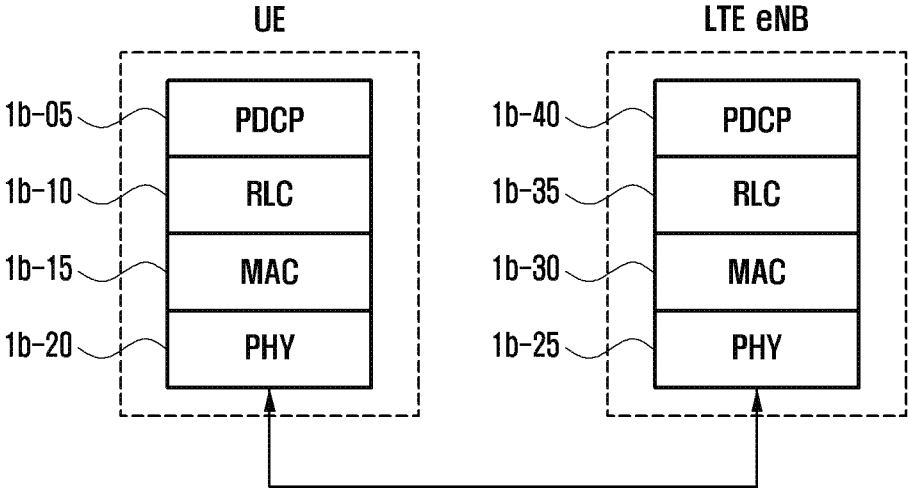 UE LTE eNB
1b-05 PDCP 1b-40 PDCP
1b-10 RLC 1b-35 RLC
1b-15 MAC 1b-30 MAC
1b-20 PHY 1b-25 PHY